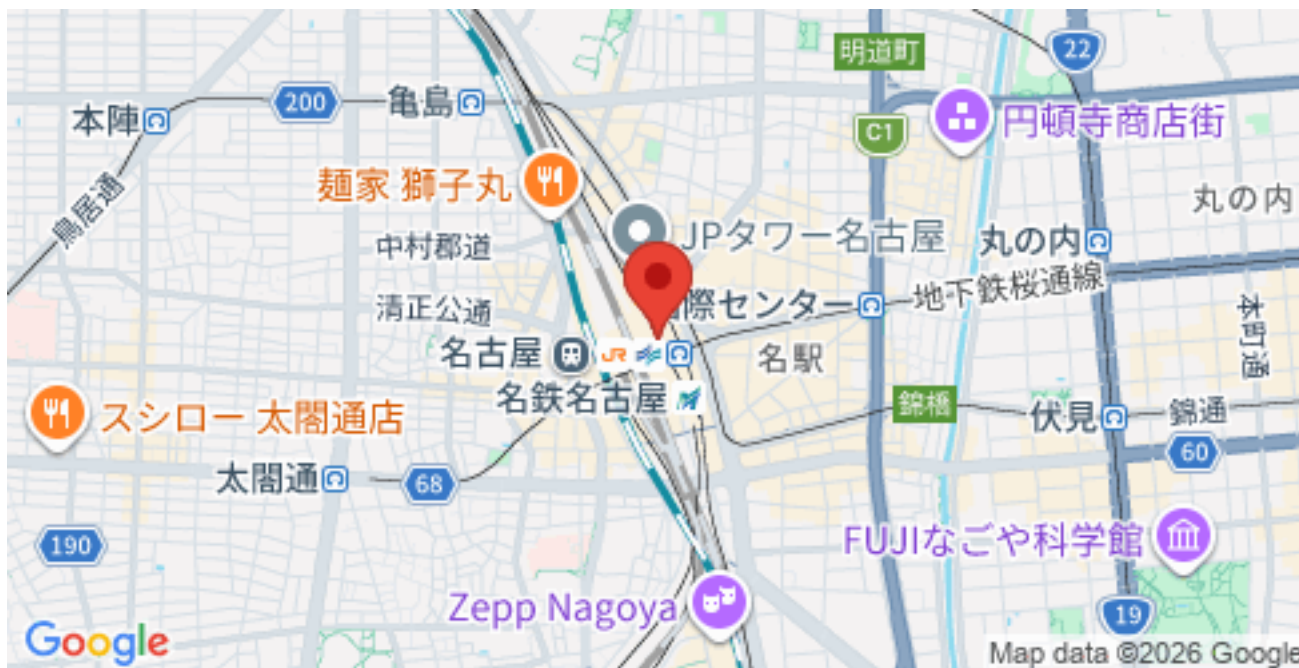 22
明道町
200
亀島
本陣
C1
円頓寺商店街
麺家 獅子丸
鳥居通
丸の内
JPタワー名古屋
丸の内
中村郡道
地下鉄桜通線
際センター
清正公通
本町通
名古屋
JR
名駅
名鉄名古屋
錦橋
スシロー 太閤通店
伏見
錦通
60
太閤通
68
190
FUJIなごや科学館
Zepp Nagoya
19
Google
Map data ©2026 Google